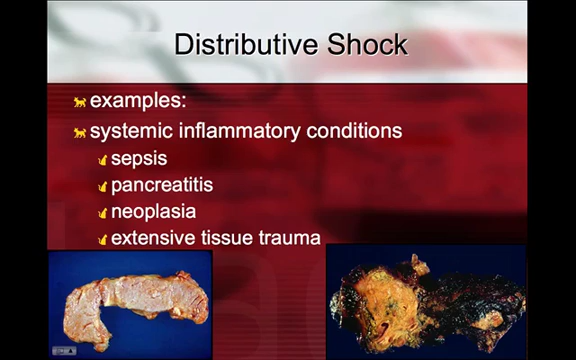 Distributive Shock
examples:
systemic inflammatory conditions
sepsis
pancreatitis
neoplasia
extensive tissue trauma